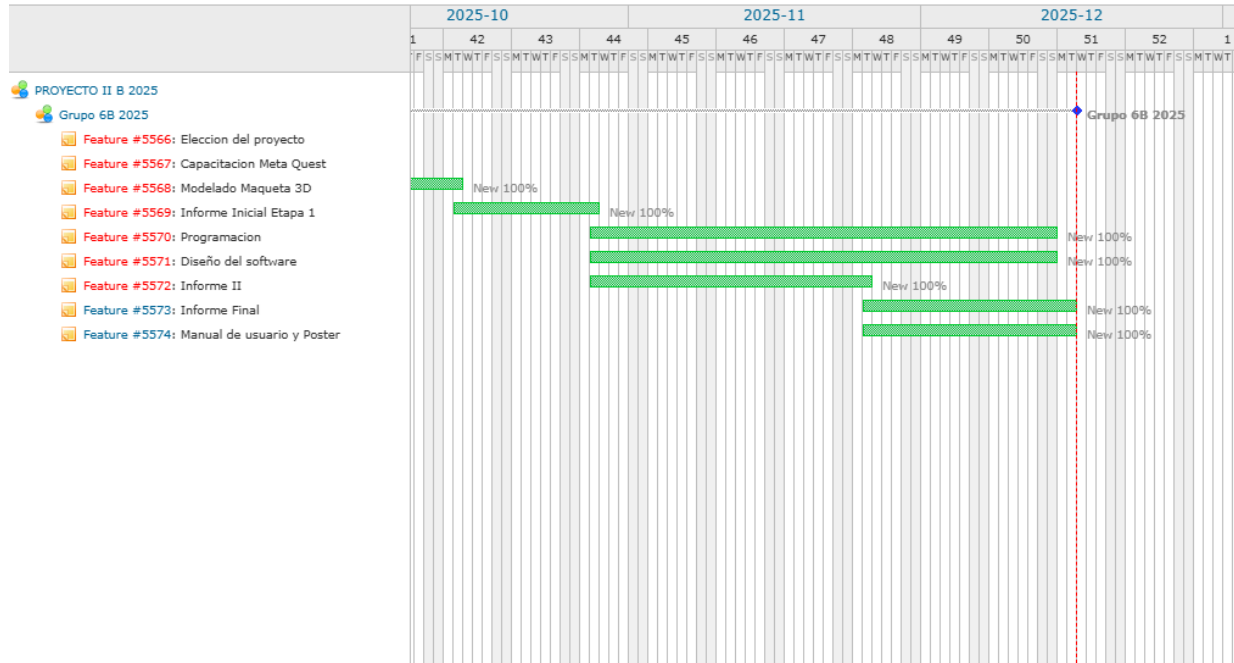 2025-10 2025-11 2025-12
1 42 43 44 45 46 47 48 49 50 51 52 1
T F S S M T W T F S S M T W T F S S M T W T F S S M T W T F S S M T W T F S S M T W T F S S M T W T F S S M T W T F S S M T W T F S S M T W T F S S M T W T F S S M T W T
PROYECTO II B 2025
Grupo 6B 2025 Grupo 6B 2025
Feature #5566: Eleccion del proyecto
Feature #5567: Capacitacion Meta Quest
Feature #5568: Modelado Maqueta 3D New 100%
Feature #5569: Informe Inicial Etapa 1 New 100%
Feature #5570: Programacion New 100%
Feature #5571: Diseño del software New 100%
Feature #5572: Informe II New 100%
Feature #5573: Informe Final New 100%
Feature #5574: Manual de usuario y Poster New 100%